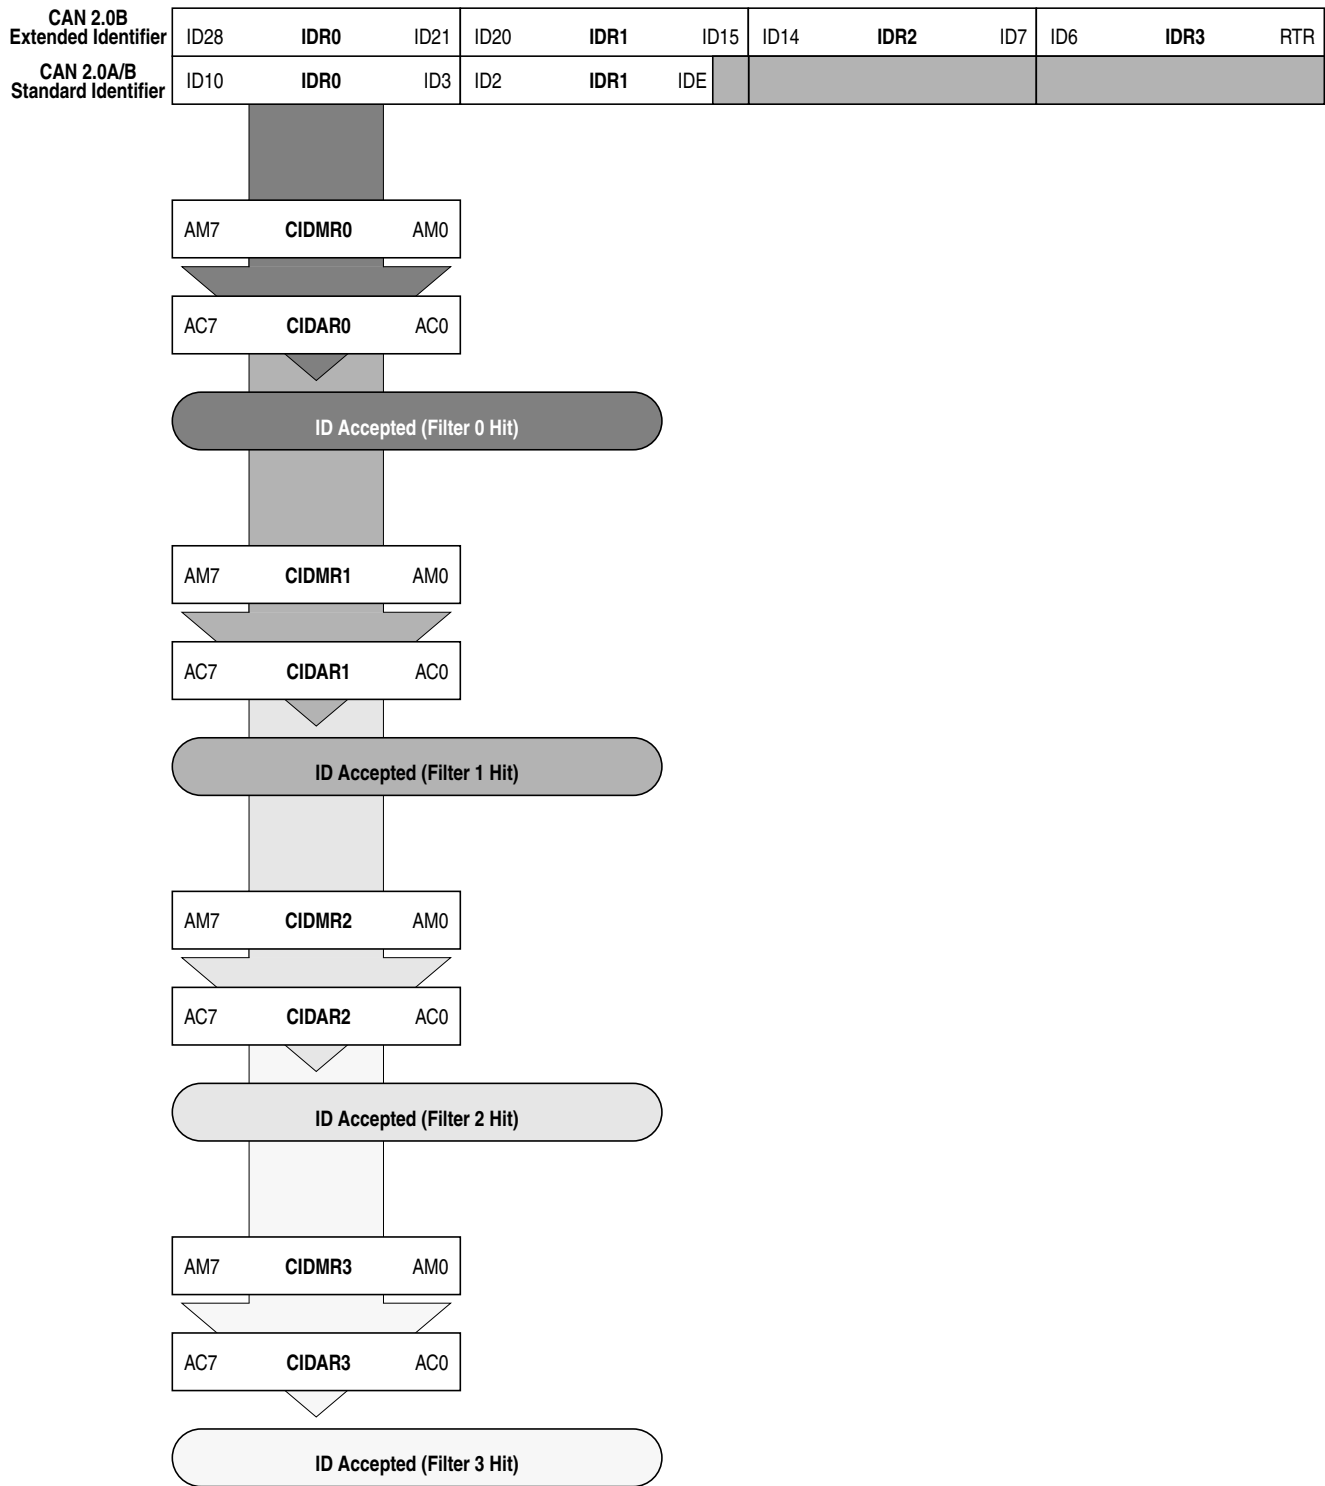 CAN 2.0B
Extended Identifier
ID28 IDR0 ID21 ID20 IDR1 ID15 ID14 IDR2 ID7 ID6 IDR3 RTR
CAN 2.0A/B
Standard Identifier
ID10 IDR0 ID3 ID2 IDR1 IDE
AM7 CIDMR0 AM0
AC7 CIDAR0 AC0
ID Accepted (Filter 0 Hit)
AM7 CIDMR1 AM0
AC7 CIDAR1 AC0
ID Accepted (Filter 1 Hit)
AM7 CIDMR2 AM0
AC7 CIDAR2 AC0
ID Accepted (Filter 2 Hit)
AM7 CIDMR3 AM0
AC7 CIDAR3 AC0
ID Accepted (Filter 3 Hit)